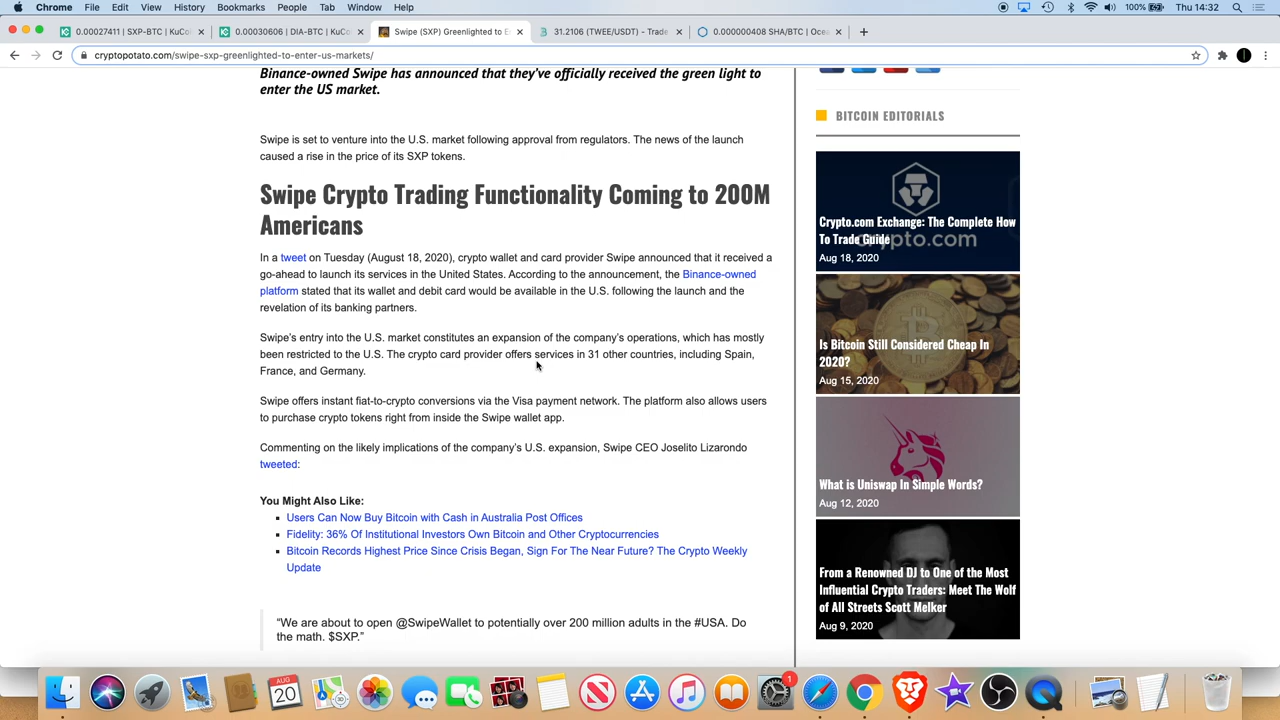 Chrome File Edit View History Bookmarks People Tab Window Help 100% Thu 14:32
0.00027411 | SXP-BTC | KuCo 0.00030606 | DIA-BTC | KuCo Swipe (SXP) Greenlighted to E 31.2106 (TWEE/USDT) - Trade 0.000000408 SHA/BTC | Ocea
cryptopotato.com/swipe-sxp-greenlighted-to-enter-us-markets/
Binance-owned Swipe has announced that they've officially received the green light to
enter the US market.
Swipe is set to venture into the U.S. market following approval from regulators. The news of the launch
caused a rise in the price of its SXP tokens.
Swipe Crypto Trading Functionality Coming to 200M
Americans
In a tweet on Tuesday (August 18, 2020), crypto wallet and card provider Swipe announced that it received a
go-ahead to launch its services in the United States. According to the announcement, the Binance-owned
platform stated that its wallet and debit card would be available in the U.S. following the launch and the
revelation of its banking partners.
Swipe's entry into the U.S. market constitutes an expansion of the company's operations, which has mostly
been restricted to the U.S. The crypto card provider offers services in 31 other countries, including Spain,
France, and Germany.
Swipe offers instant fiat-to-crypto conversions via the Visa payment network. The platform also allows users
to purchase crypto tokens right from inside the Swipe wallet app.
Commenting on the likely implications of the company's U.S. expansion, Swipe CEO Joselito Lizarondo
tweeted:
You Might Also Like:
Users Can Now Buy Bitcoin with Cash in Australia Post Offices
Fidelity: 36% Of Institutional Investors Own Bitcoin and Other Cryptocurrencies
Bitcoin Records Highest Price Since Crisis Began, Sign For The Near Future? The Crypto Weekly
Update
"We are about to open @SwipeWallet to potentially over 200 million adults in the #USA. Do
the math. $SXP."
BITCOIN EDITORIALS
crypto.com
Crypto.com Exchange: The Complete How
To Trade Guide
Aug 18, 2020
Is Bitcoin Still Considered Cheap In
2020?
Aug 15, 2020
What is Uniswap In Simple Words?
Aug 12, 2020
From a Renowned DJ to One of the Most
Influential Crypto Traders: Meet The Wolf
of All Streets Scott Melker
Aug 9, 2020
AUG
20
1